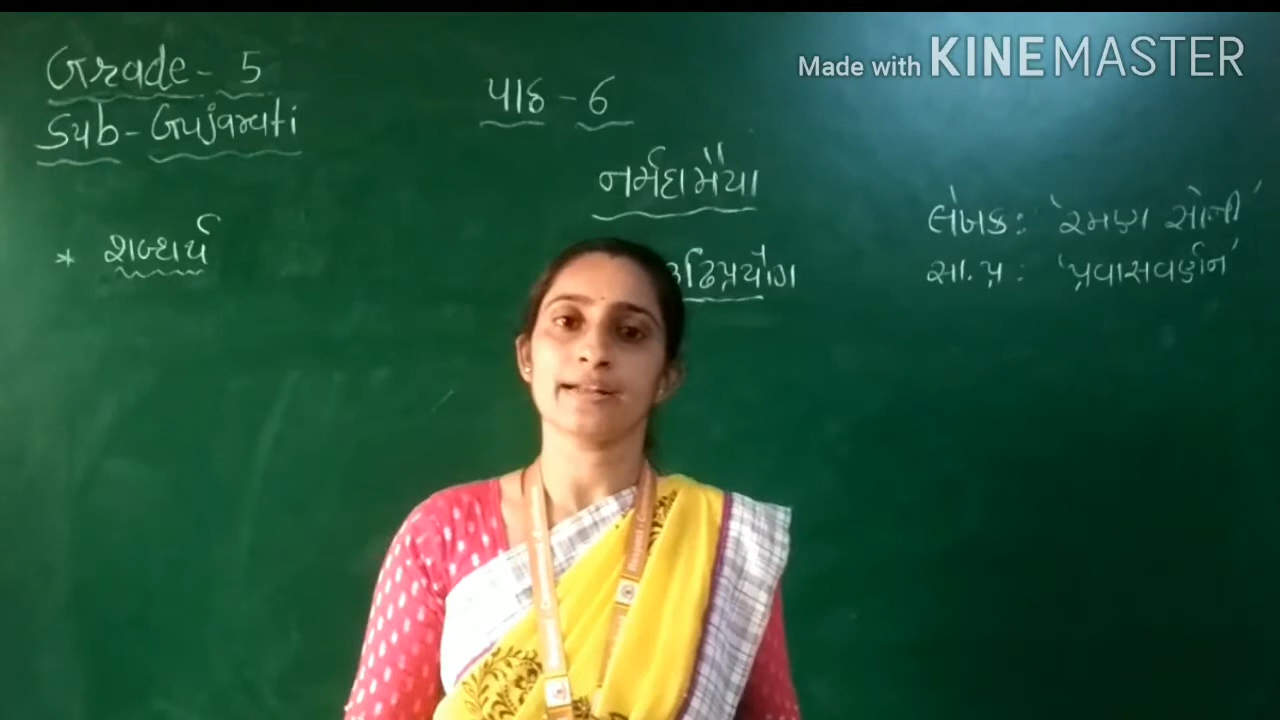 Made with KINEMASTER
Grade - 5
Sub - Gujarati
પાઠ - 6
નર્મદામૈયા
લેખક : 'રમણ સોની'
સા. પ્ર : 'પ્રવાસવર્ણન'
* શબ્દાર્થ
રૂઢિપ્રયોગ